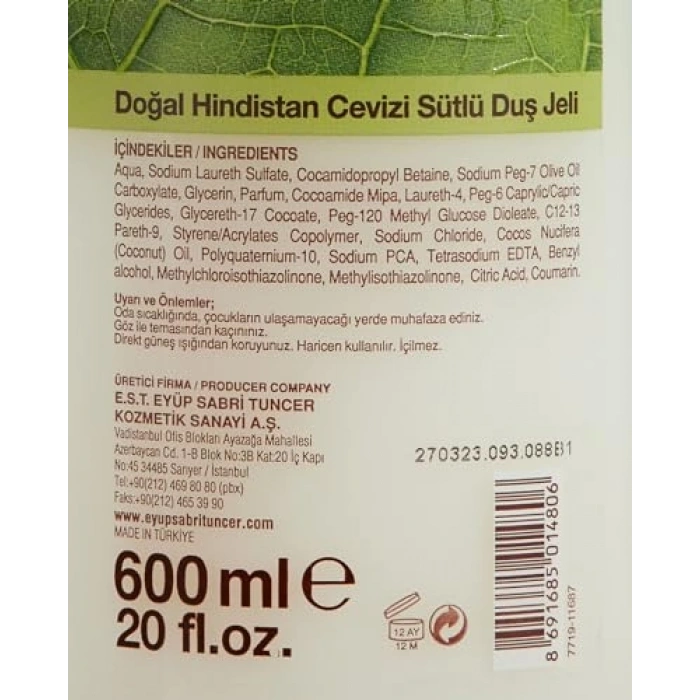 Doğal Hindistan Cevizi Sütlü Duş Jeli
İÇİNDEKİLER / INGREDIENTS
Aqua, Sodium Laureth Sulfate, Cocamidopropyl Betaine, Sodium Peg-7 Olive Oil
Carboxylate, Glycerin, Parfum, Cocoamide Mipa, Laureth-4, Peg-6 Caprylic/Capric
Glycerides, Glycereth-17 Cocoate, Peg-120 Methyl Glucose Dioleate, C12-13
Pareth-9, Styrene/Acrylates Copolymer, Sodium Chloride, Cocos Nucifera
(Coconut) Oil, Polyquaternium-10, Sodium PCA, Tetrasodium EDTA, Benzyl
alcohol, Methylchloroisothiazolinone, Methylisothiazolinone, Citric Acid, Coumarin.
Uyarı ve Önlemler;
Oda sıcaklığında, çocukların ulaşamayacağı yerde muhafaza ediniz.
Göz ile temasından kaçınınız.
Direkt güneş ışığından koruyunuz. Haricen kullanılır. İçilmez.
ÜRETİCİ FİRMA / PRODUCER COMPANY
E.S.T. EYÜP SABRİ TUNCER
KOZMETİK SANAYİ A.Ş.
Vadistanbul Ofis Blokları Ayazağa Mahallesi
Azerbaycan Cd. 1-B Blok No:3B Kat:20 İç Kapı
No:45 34485 Sarıyer / İstanbul
Tel:+90(212) 469 80 80 (pbx)
Faks:+90(212) 465 39 90
www.eyupsabrituncer.com
MADE IN TÜRKİYE
270323.093.088B1
600 ml e
20 fl.oz.
12 AY
12 M
8 691685 014806
7719-11687